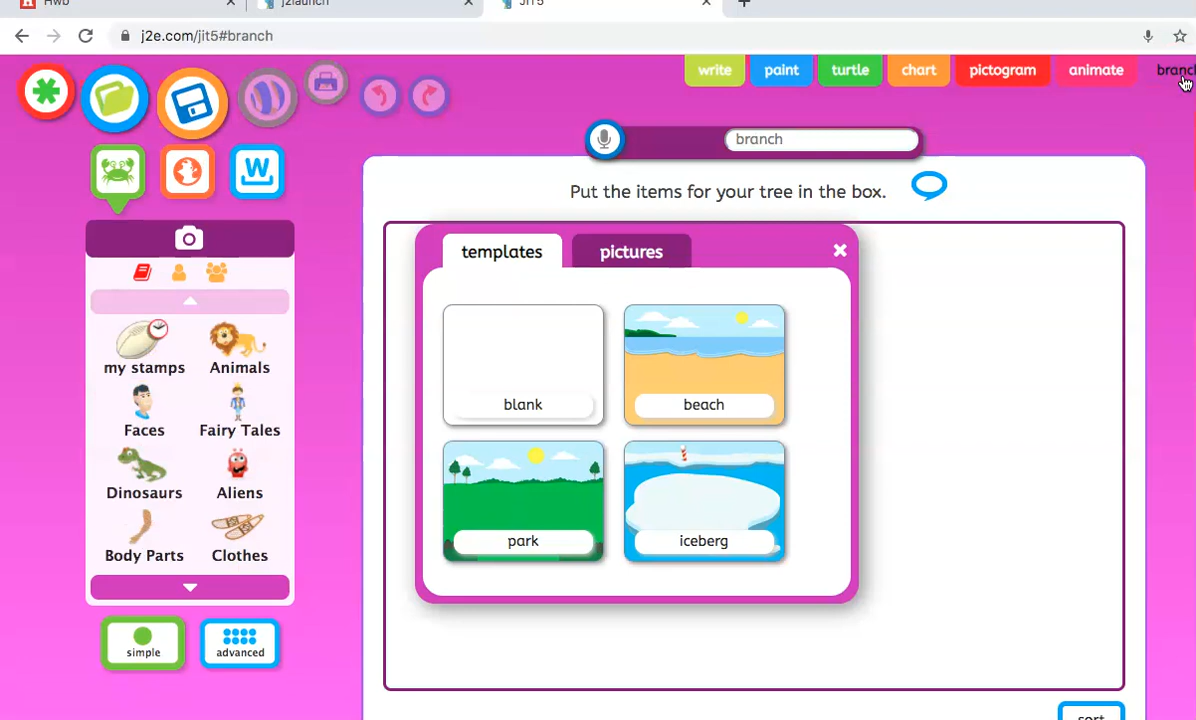 Hwb
j2launch
JIT5
j2e.com/jit5#branch
write
paint
turtle
chart
pictogram
animate
branch
W
branch
Put the items for your tree in the box.
templates
pictures
my stamps
Animals
blank
beach
Faces
Fairy Tales
Dinosaurs
Aliens
park
iceberg
Body Parts
Clothes
simple
advanced
sort